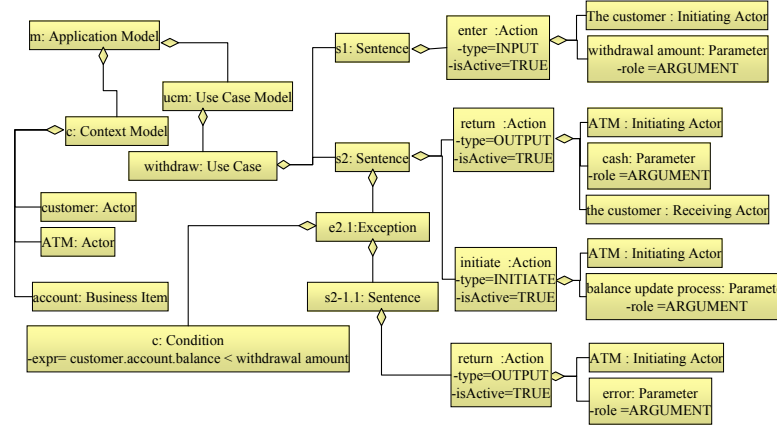 m: Application Model
ucm: Use Case Model
c: Context Model
withdraw: Use Case
customer: Actor
ATM: Actor
account: Business Item
s1: Sentence
s2: Sentence
e2.1:Exception
s2-1.1: Sentence
c: Condition
-expr= customer.account.balance < withdrawal amount
enter :Action
-type=INPUT
-isActive=TRUE
The customer : Initiating Actor
withdrawal amount: Parameter
-role =ARGUMENT
return :Action
-type=OUTPUT
-isActive=TRUE
ATM : Initiating Actor
cash: Parameter
-role =ARGUMENT
the customer : Receiving Actor
initiate :Action
-type=INITIATE
-isActive=TRUE
ATM : Initiating Actor
balance update process: Paramet
-role =ARGUMENT
return :Action
-type=OUTPUT
-isActive=TRUE
ATM : Initiating Actor
error: Parameter
-role =ARGUMENT